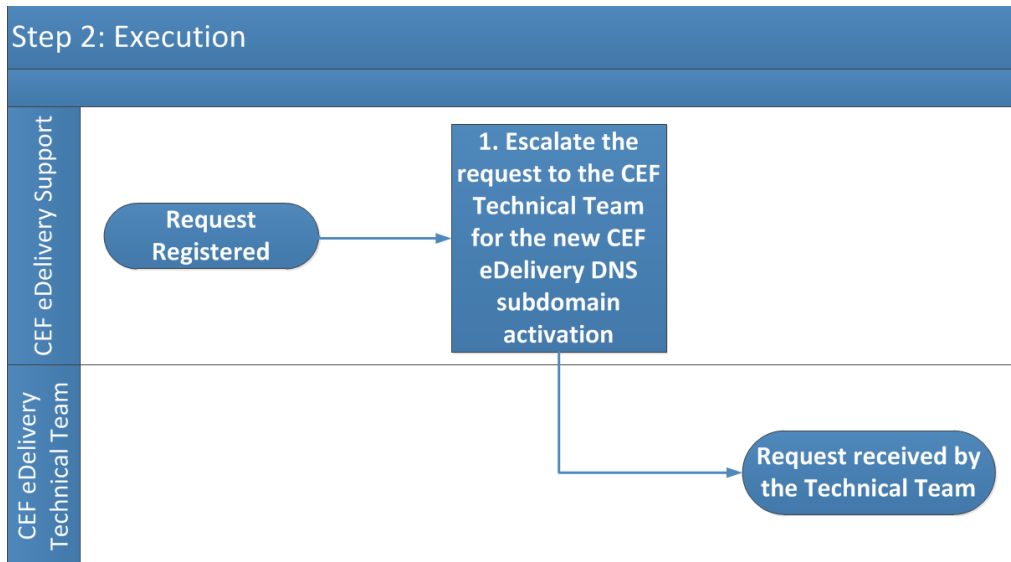 Step 2: Execution
CEF eDelivery Support
Request
Registered
1. Escalate the
request to the CEF
Technical Team
for the new CEF
eDelivery DNS
subdomain
activation
CEF eDelivery
Technical Team
Request received by
the Technical Team